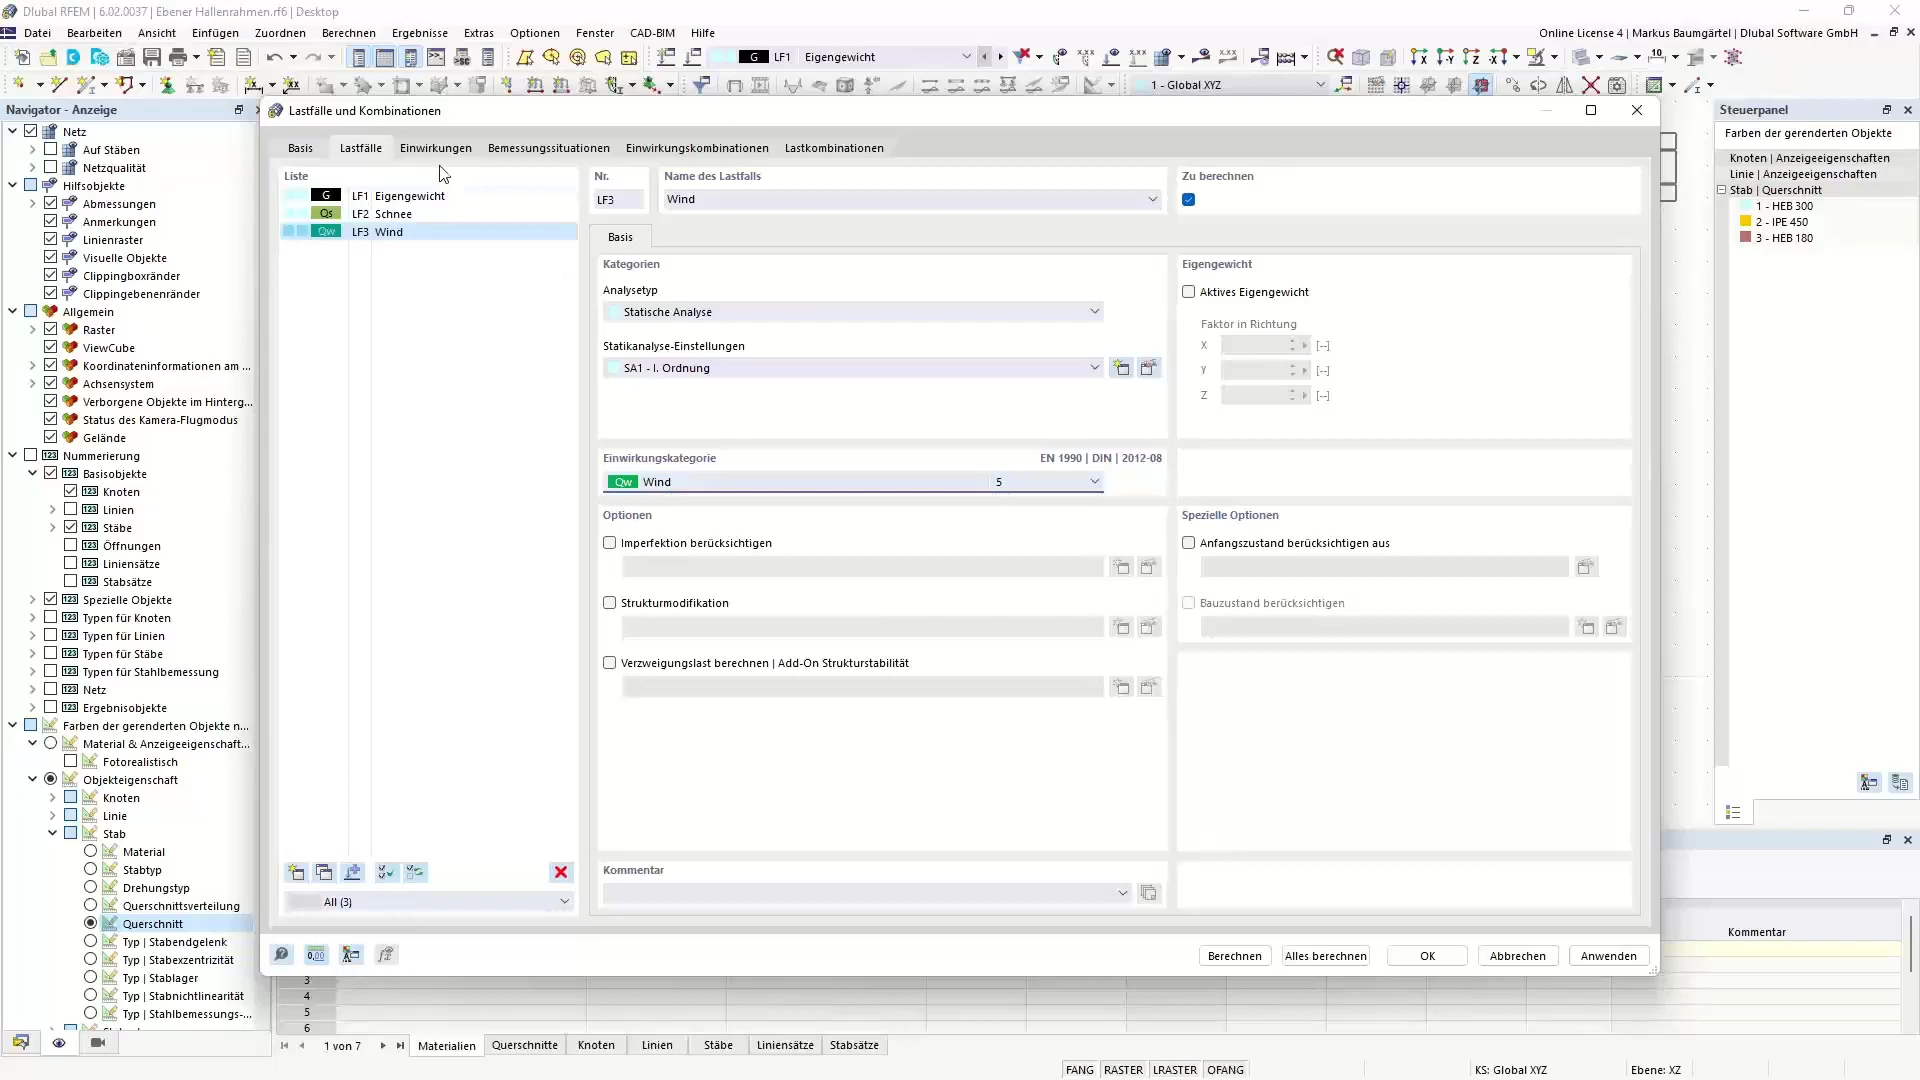 Dlubal RFEM | 6.02.0037 | Ebener Hallenrahmen.rf6 | Desktop
Datei Bearbeiten Ansicht Einfügen Zuordnen Berechnen Ergebnisse Extras Optionen Fenster CAD-BIM Hilfe
Online License 4 | Markus Baumgärtel | Dlubal Software GmbH
G LF1 Eigengewicht
1 - Global XYZ
Navigator - Anzeige
Netz
Auf Stäben
Netzqualität
Hilfsobjekte
Abmessungen
Anmerkungen
Linienraster
Visuelle Objekte
Clippingboxränder
Clippingebenenränder
Allgemein
Raster
ViewCube
Koordinateninformationen am ...
Achsensystem
Verborgene Objekte im Hinterg...
Status des Kamera-Flugmodus
Gelände
Nummerierung
Basisobjekte
Knoten
Linien
Stäbe
Öffnungen
Liniensätze
Stabsätze
Spezielle Objekte
Typen für Knoten
Typen für Linien
Typen für Stäbe
Typen für Stahlbemessung
Netz
Ergebnisobjekte
Farben der gerenderten Objekte n...
Material & Anzeigeeigenschaft...
Fotorealistisch
Objekteigenschaft
Knoten
Linie
Stab
Material
Stabtyp
Drehungstyp
Querschnittsverteilung
Querschnitt
Typ | Stabendgelenk
Typ | Stabexzentrizität
Typ | Stablager
Typ | Stabnichtlinearität
Typ | Stahlbemessungs-...
Lastfälle und Kombinationen
Basis Lastfälle Einwirkungen Bemessungssituationen Einwirkungskombinationen Lastkombinationen
Liste
G LF1 Eigengewicht
Qs LF2 Schnee
Qw LF3 Wind
All (3)
Nr.
LF3
Name des Lastfalls
Wind
Zu berechnen
Basis
Kategorien
Analysetyp
Statische Analyse
Statikanalyse-Einstellungen
SA1 - I. Ordnung
Eigengewicht
Aktives Eigengewicht
Faktor in Richtung
X [--]
Y [--]
Z [--]
Einwirkungskategorie EN 1990 | DIN | 2012-08
Qw Wind 5
Optionen
Imperfektion berücksichtigen
Strukturmodifikation
Verzweigungslast berechnen | Add-On Strukturstabilität
Spezielle Optionen
Anfangszustand berücksichtigen aus
Bauzustand berücksichtigen
Kommentar
Berechnen Alles berechnen OK Abbrechen Anwenden
Steuerpanel
Farben der gerenderten Objekte
Knoten | Anzeigeeigenschaften
Linie | Anzeigeeigenschaften
Stab | Querschnitt
1 - HEB 300
2 - IPE 450
3 - HEB 180
Kommentar
3
4
5
6
1 von 7 Materialien Querschnitte Knoten Linien Stäbe Liniensätze Stabsätze
FANG RASTER LRASTER OFANG KS: Global XYZ Ebene: XZ